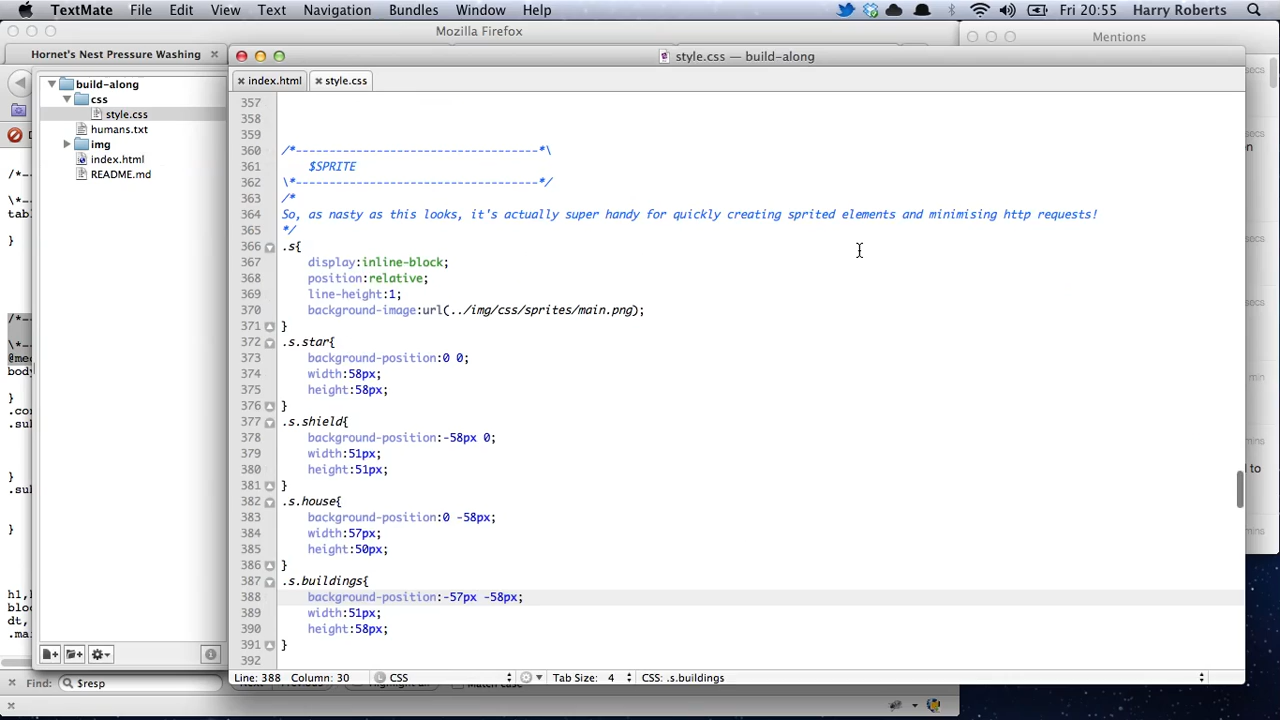 TextMate File Edit View Text Navigation Bundles Window Help Fri 20:55 Harry Roberts
Mozilla Firefox
Mentions
Hornet's Nest Pressure Washing
style.css — build-along
build-along
css
style.css
humans.txt
img
index.html
README.md
index.html style.css
357
358
359
360 /*------------------------------------*\
361 $SPRITE
362 \*------------------------------------*/
363 /*
364 So, as nasty as this looks, it's actually super handy for quickly creating sprited elements and minimising http requests!
365 */
366 .s{
367 display:inline-block;
368 position:relative;
369 line-height:1;
370 background-image:url(../img/css/sprites/main.png);
371 }
372 .s.star{
373 background-position:0 0;
374 width:58px;
375 height:58px;
376 }
377 .s.shield{
378 background-position:-58px 0;
379 width:51px;
380 height:51px;
381 }
382 .s.house{
383 background-position:0 -58px;
384 width:57px;
385 height:50px;
386 }
387 .s.buildings{
388 background-position:-57px -58px;
389 width:51px;
390 height:58px;
391 }
392
Line: 388 Column: 30 CSS Tab Size: 4 CSS: .s.buildings
Find: $resp